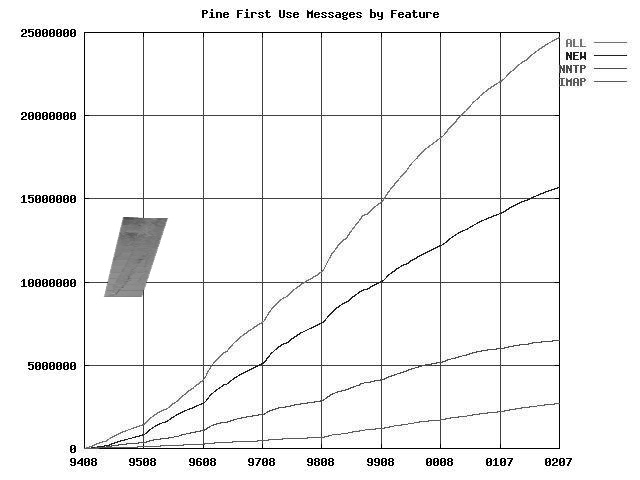 Pine First Use Messages by Feature
25000000
20000000
15000000
10000000
5000000
0
9408 9508 9608 9708 9808 9908 0008 0107 0207
ALL
NEW
NNTP
IMAP